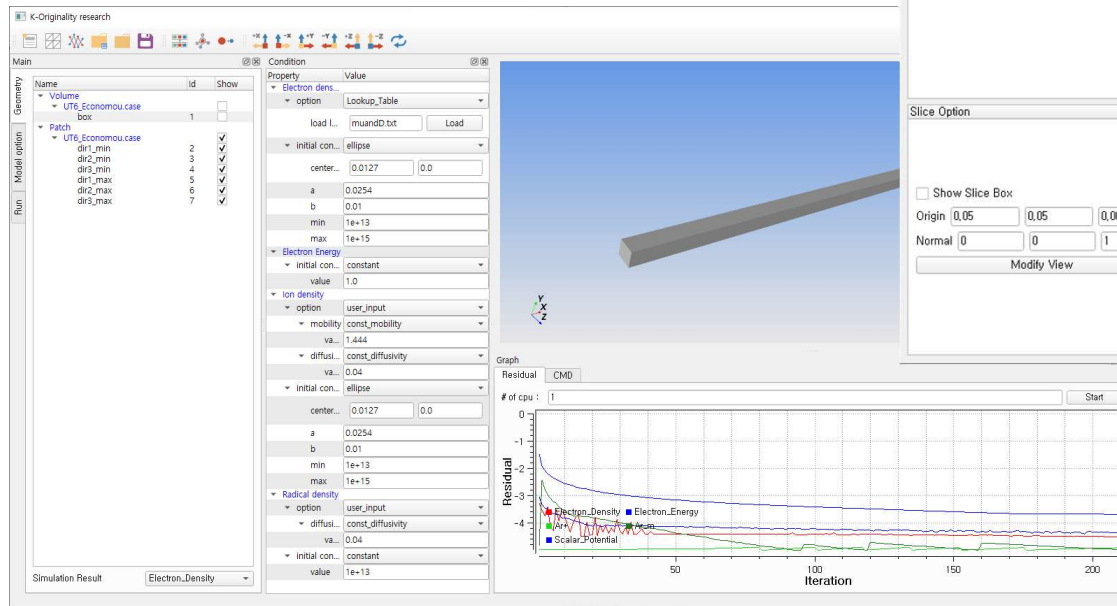 K-Originality research
Main
Condition
Geometry
Model option
Run
Name Id Show
Volume
UT6_Economou.case
box 1
Patch
UT6_Economou.case
dir1_min 2
dir2_min 3
dir3_min 4
dir1_max 5
dir2_max 6
dir3_max 7
Simulation Result Electron_Density
Property Value
Electron dens...
option Lookup_Table
load l... muandD.txt Load
initial con... ellipse
center... 0.0127 0.0
a 0.0254
b 0.01
min 1e+13
max 1e+15
Electron Energy
initial con... constant
value 1.0
Ion density
option user_input
mobility const_mobility
va... 1.444
diffusi... const_diffusivity
va... 0.04
initial con... ellipse
center... 0.0127 0.0
a 0.0254
b 0.01
min 1e+13
max 1e+15
Radical density
option user_input
diffusi... const_diffusivity
va... 0.04
initial con... constant
value 1e+13
+X -X +Y -Y +Z -Z
Y
X
Z
Slice Option
Show Slice Box
Origin 0,05 0,05 0,0
Normal 0 0 1
Modify View
Graph
Residual CMD
# of cpu : 1 Start
Residual
0
-1
-2
-3
-4
Electron_Density Electron_Energy
Ar+ Ar_m
Scalar_Potential
50 100 150 200
Iteration